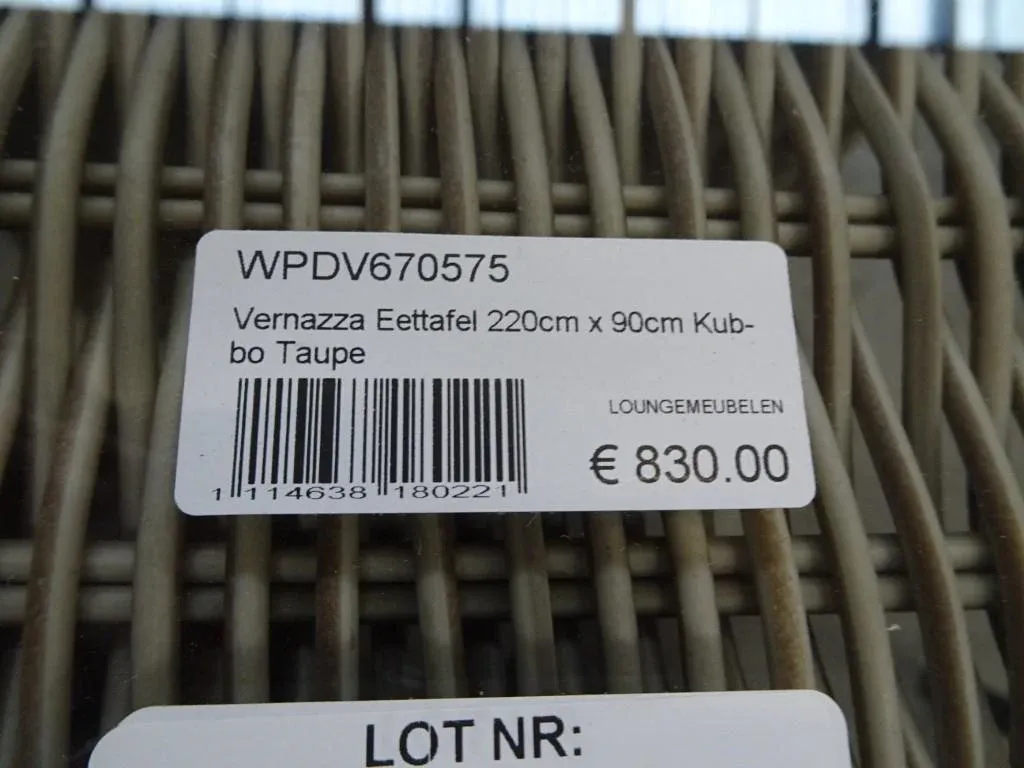 WPDV670575
Vernazza Eettafel 220cm x 90cm Kub-
bo Taupe
LOUNGEMEUBELEN
€ 830.00
1 114638 180221
LOT NR: